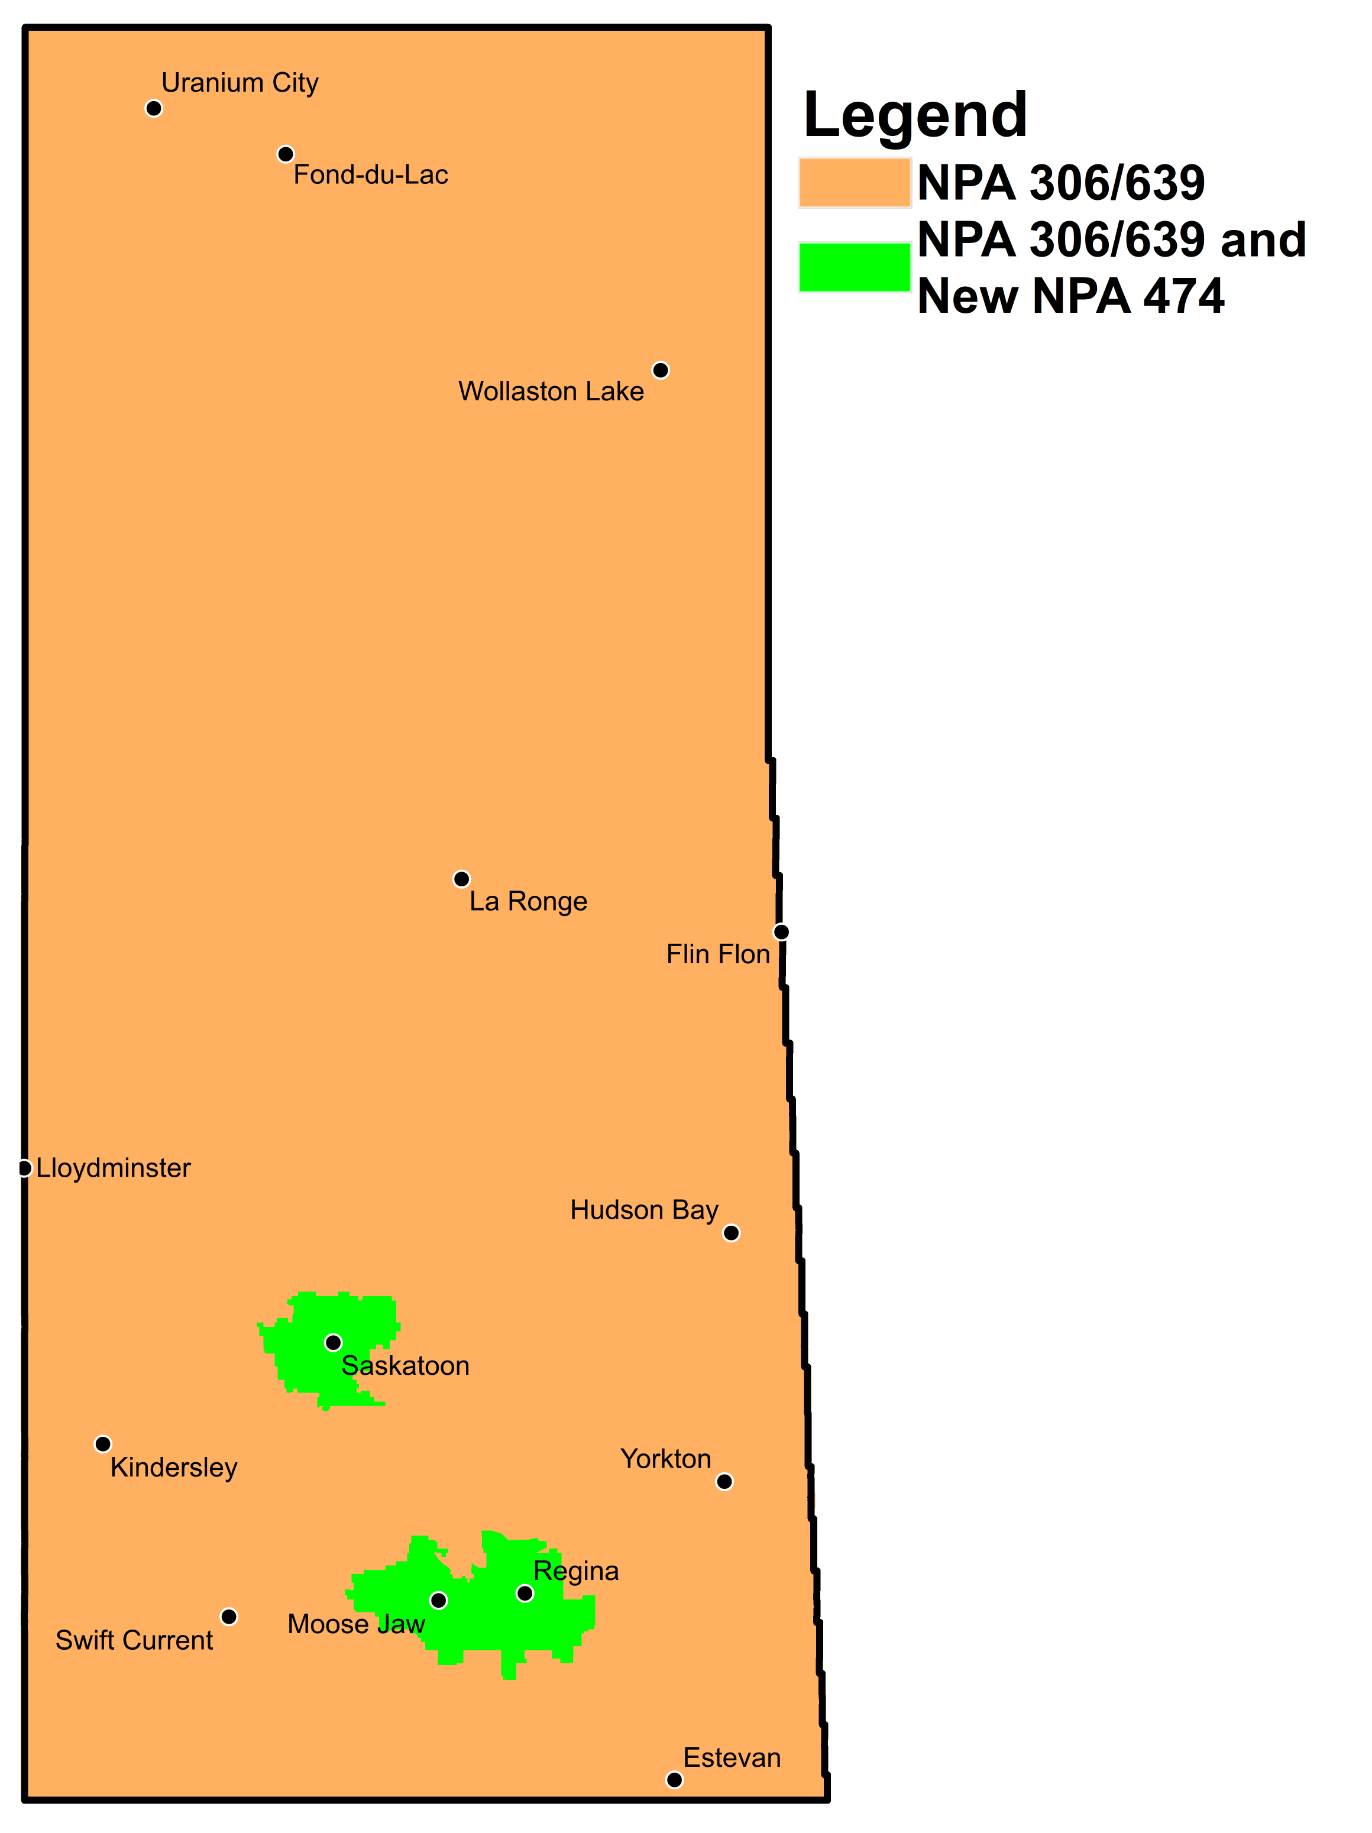 Uranium City
Legend
Fond-du-Lac
NPA 306/639
NPA 306/639 and
New NPA 474
Wollaston Lake
La Ronge
Flin Flon
Lloydminster
Hudson Bay
Saskatoon
Kindersley
Yorkton
Regina
Moose Jaw
Swift Current
Estevan